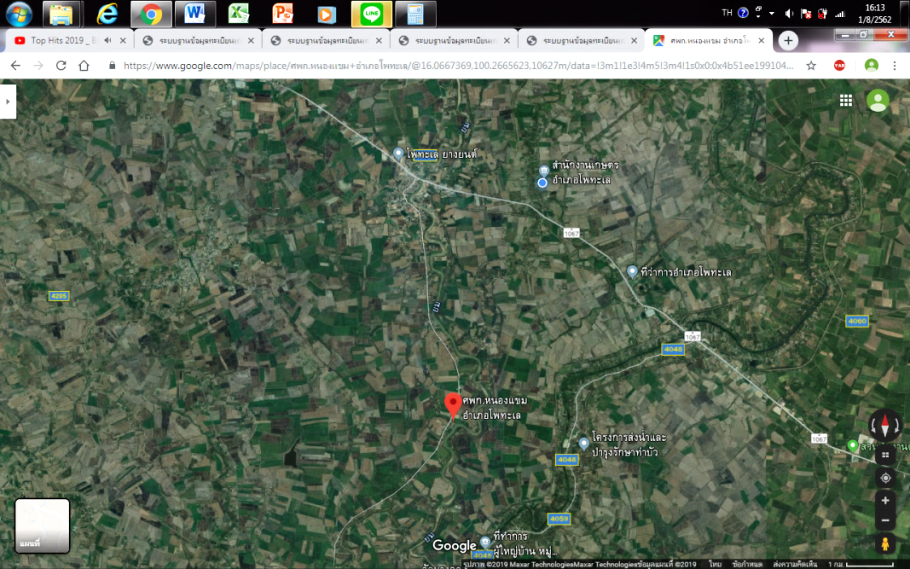 TH
16:13
1/8/2562
Top Hits 2019 _
ระบบฐานข้อมูลทะเบียน
ระบบฐานข้อมูลทะเบียน
ระบบฐานข้อมูลทะเบียน
ระบบฐานข้อมูลทะเบียน
ศพก.หนองแขม อำเภอโพ
https://www.google.com/maps/place/ศพก.หนองแขม+อำเภอโพทะเล/@16.0667369,100.2665623,10627m/data=!3m1!1e3!4m5!3m4!1s0x0:0x4b51ee199104...
LINE
ยม
โพทะเล ยางยนต์
สำนักงานเกษตร
อำเภอโพทะเล
1067
ที่ว่าการอำเภอโพทะเล
4285
ยม
4080
1067
4048
ศพก.หนองแขม
อำเภอโพทะเล
1067
โครงการส่งน้ำและ
บำรุงรักษาท่าบัว
4048
4059
ยม
ที่ทำการ
ผู้ใหญ่บ้าน หมู่...
4048
Google
แผนที่
รูปภาพ ©2019 Maxar Technologies
Maxar Technologies
ข้อมูลแผนที่ ©2019
ไทย
ข้อกำหนด
ส่งความคิดเห็น
1 กม.